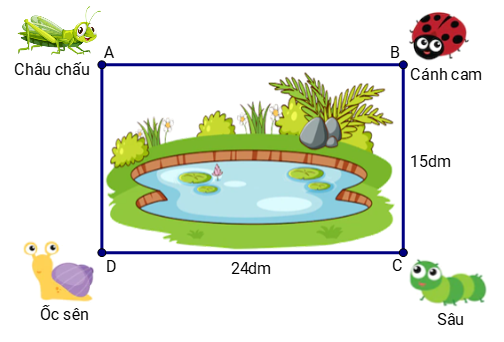 A
B
Châu chấu
Cánh cam
15dm
D
24dm
C
Ốc sên
Sâu